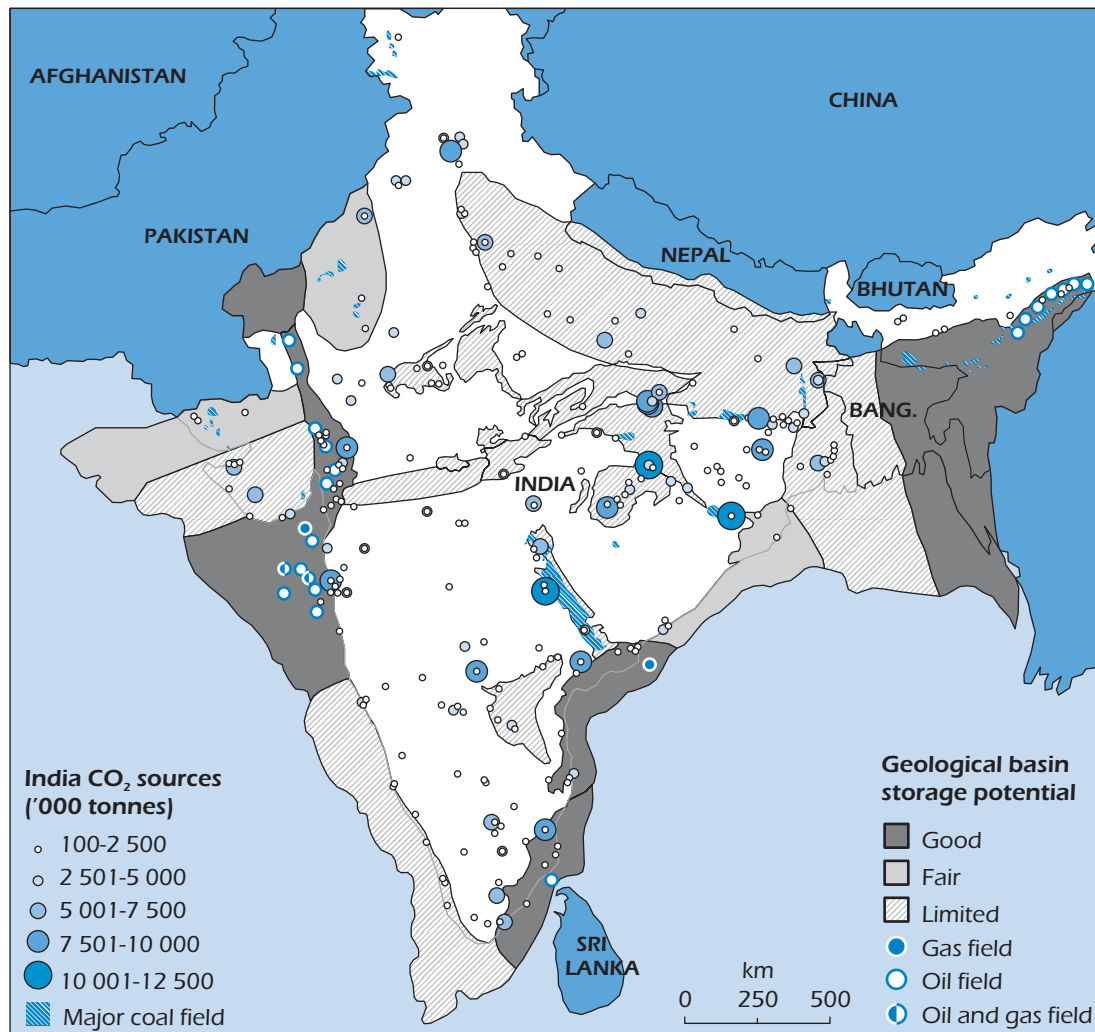 AFGHANISTAN
CHINA
PAKISTAN
NEPAL
BHUTAN
BANG.
INDIA
SRI
LANKA
India CO₂ sources
(’000 tonnes)
100-2 500
2 501-5 000
5 001-7 500
7 501-10 000
10 001-12 500
Major coal field
km
0 250 500
Geological basin
storage potential
Good
Fair
Limited
Gas field
Oil field
Oil and gas field